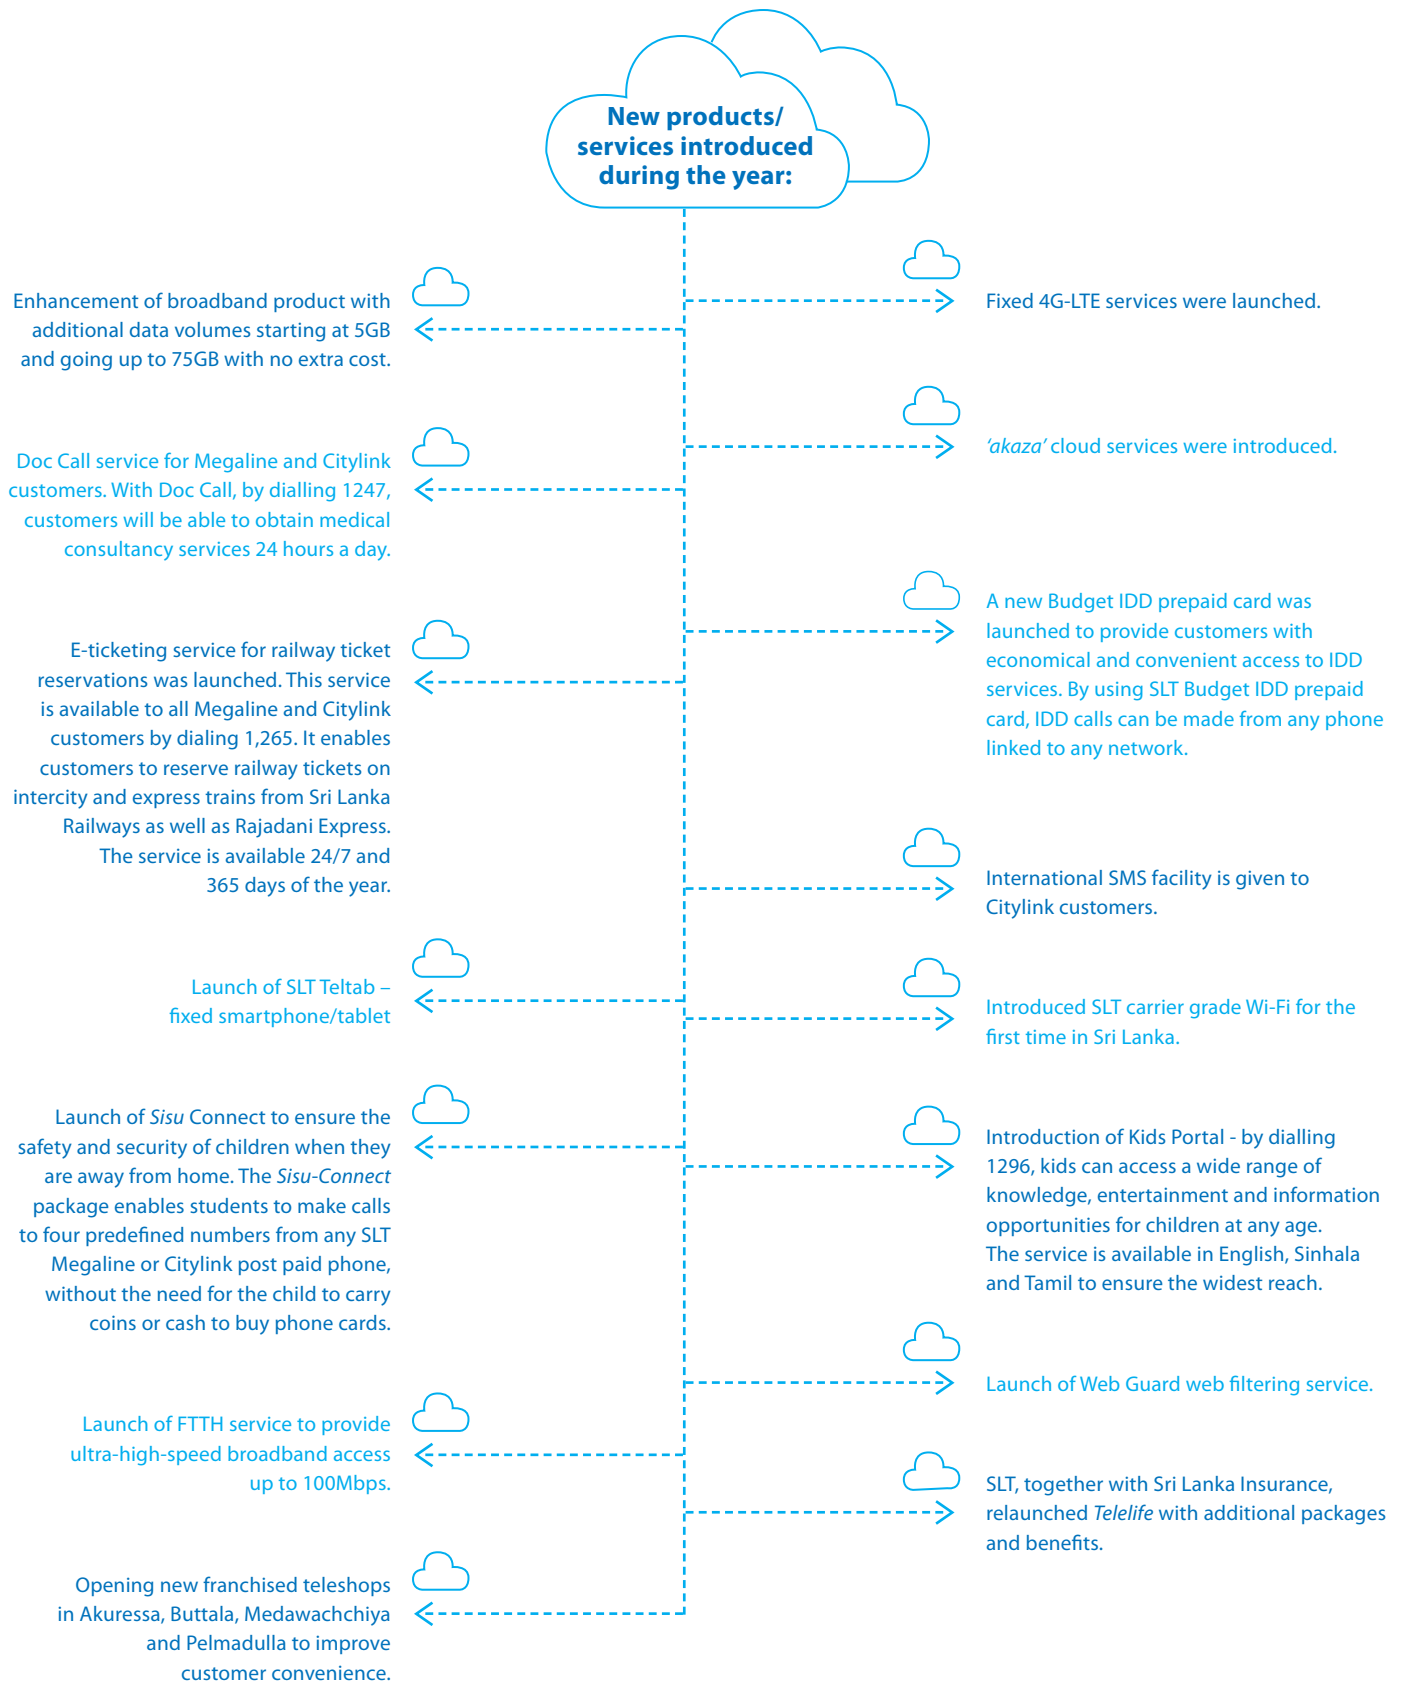 New products/
services introduced
during the year:
Enhancement of broadband product with
additional data volumes starting at 5GB
and going up to 75GB with no extra cost.
Doc Call service for Megaline and Citylink
customers. With Doc Call, by dialling 1247,
customers will be able to obtain medical
consultancy services 24 hours a day.
E-ticketing service for railway ticket
reservations was launched. This service
is available to all Megaline and Citylink
customers by dialing 1,265. It enables
customers to reserve railway tickets on
intercity and express trains from Sri Lanka
Railways as well as Rajadani Express.
The service is available 24/7 and
365 days of the year.
Launch of SLT Teltab –
fixed smartphone/tablet
Launch of Sisu Connect to ensure the
safety and security of children when they
are away from home. The Sisu-Connect
package enables students to make calls
to four predefined numbers from any SLT
Megaline or Citylink post paid phone,
without the need for the child to carry
coins or cash to buy phone cards.
Launch of FTTH service to provide
ultra-high-speed broadband access
up to 100Mbps.
Opening new franchised teleshops
in Akuressa, Buttala, Medawachchiya
and Pelmadulla to improve
customer convenience.
Fixed 4G-LTE services were launched.
‘akaza’ cloud services were introduced.
A new Budget IDD prepaid card was
launched to provide customers with
economical and convenient access to IDD
services. By using SLT Budget IDD prepaid
card, IDD calls can be made from any phone
linked to any network.
International SMS facility is given to
Citylink customers.
Introduced SLT carrier grade Wi-Fi for the
first time in Sri Lanka.
Introduction of Kids Portal - by dialling
1296, kids can access a wide range of
knowledge, entertainment and information
opportunities for children at any age.
The service is available in English, Sinhala
and Tamil to ensure the widest reach.
Launch of Web Guard web filtering service.
SLT, together with Sri Lanka Insurance,
relaunched Telelife with additional packages
and benefits.